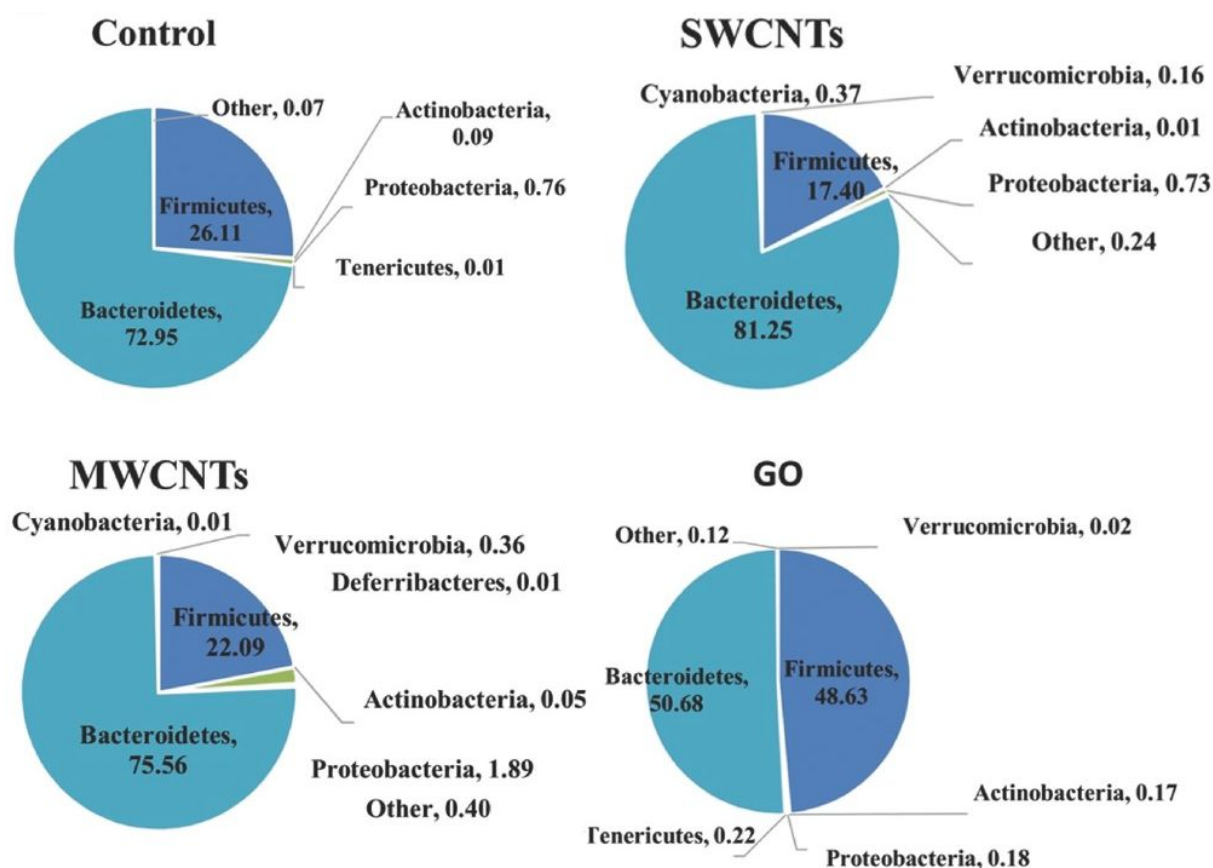 Control
Other, 0.07
Actinobacteria,
0.09
Proteobacteria, 0.76
Firmicutes,
26.11
Tenericutes, 0.01
Bacteroidetes,
72.95
SWCNTs
Verrucomicrobia, 0.16
Cyanobacteria, 0.37
Actinobacteria, 0.01
Firmicutes,
17.40
Proteobacteria, 0.73
Other, 0.24
Bacteroidetes,
81.25
MWCNTs
Cyanobacteria, 0.01
Verrucomicrobia, 0.36
Deferribacteres, 0.01
Firmicutes,
22.09
Actinobacteria, 0.05
Bacteroidetes,
75.56
Proteobacteria, 1.89
Other, 0.40
GO
Verrucomicrobia, 0.02
Other, 0.12
Bacteroidetes,
50.68
Firmicutes,
48.63
Actinobacteria, 0.17
Tenericutes, 0.22
Proteobacteria, 0.18